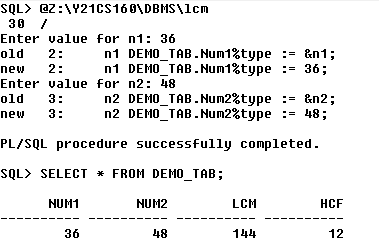 SQL> @Z:\Y21CS160\DBMS\lcm
30 /
Enter value for n1: 36
old 2: n1 DEMO_TAB.Num1%type := &n1;
new 2: n1 DEMO_TAB.Num1%type := 36;
Enter value for n2: 48
old 3: n2 DEMO_TAB.Num2%type := &n2;
new 3: n2 DEMO_TAB.Num2%type := 48;
PL/SQL procedure successfully completed.
SQL> SELECT * FROM DEMO_TAB;
NUM1 NUM2 LCM HCF
---------- ---------- ---------- ----------
36 48 144 12